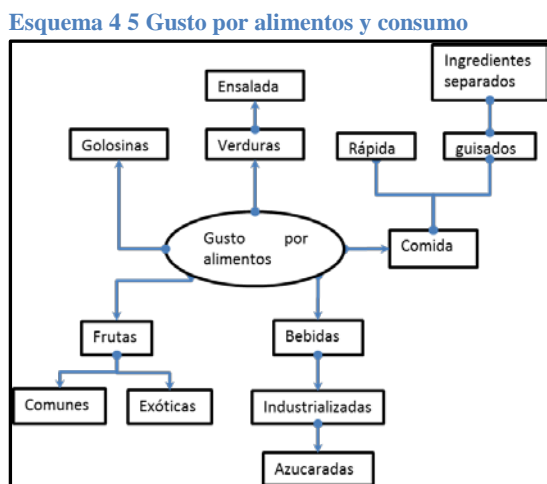 Esquema 4 5 Gusto por alimentos y consumo
Ingredientes
separados
Ensalada
Golosinas
Verduras
Rápida
guisados
Gusto por
alimentos
Comida
Frutas
Bebidas
Comunes
Exóticas
Industrializadas
Azucaradas